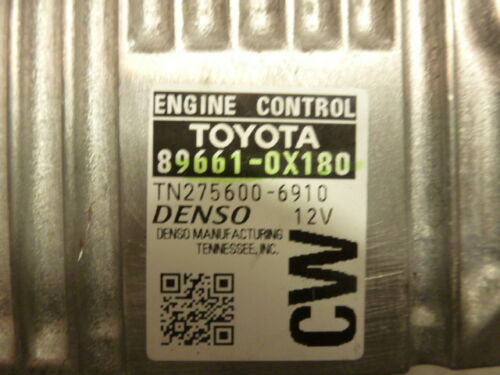 ENGINE CONTROL
TOYOTA
89661-0X180
TN275600-6910
DENSO 12V
DENSO MANUFACTURING
TENNESSEE, INC.
CW